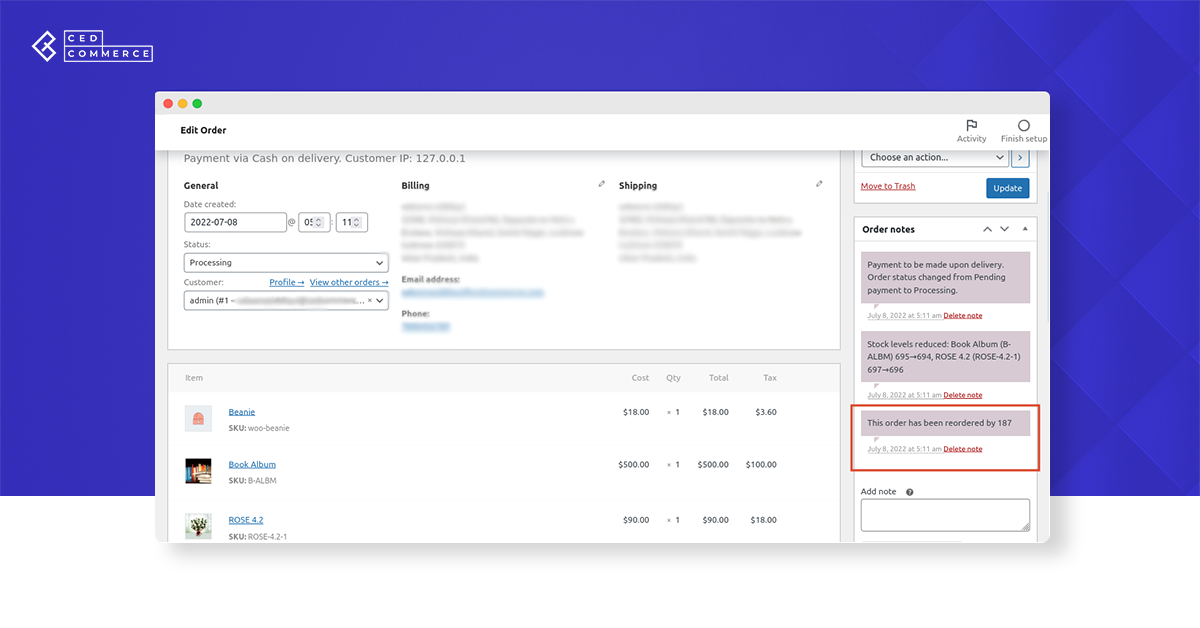 CED
COMMERCE
Edit Order
Activity
Finish setup
Payment via Cash on delivery. Customer IP: 127.0.0.1
General
Date created:
2022-07-08 @ 05 : 11
Status:
Processing
Customer:
Profile → View other orders →
admin (#1 –
... ×
Billing
Email address:
Phone:
Shipping
Item Cost Qty Total Tax
Beanie $18.00 × 1 $18.00 $3.60
SKU: woo-beanie
Book Album $500.00 × 1 $500.00 $100.00
SKU: B-ALBM
ROSE 4.2 $90.00 × 1 $90.00 $18.00
SKU: ROSE-4.2-1
Choose an action...
Move to Trash
Update
Order notes
Payment to be made upon delivery.
Order status changed from Pending
payment to Processing.
July 8, 2022 at 5:11 am Delete note
Stock levels reduced: Book Album (B-
ALBM) 695→694, ROSE 4.2 (ROSE-4.2-1)
697→696
July 8, 2022 at 5:11 am Delete note
This order has been reordered by 187
July 8, 2022 at 5:11 am Delete note
Add note ?